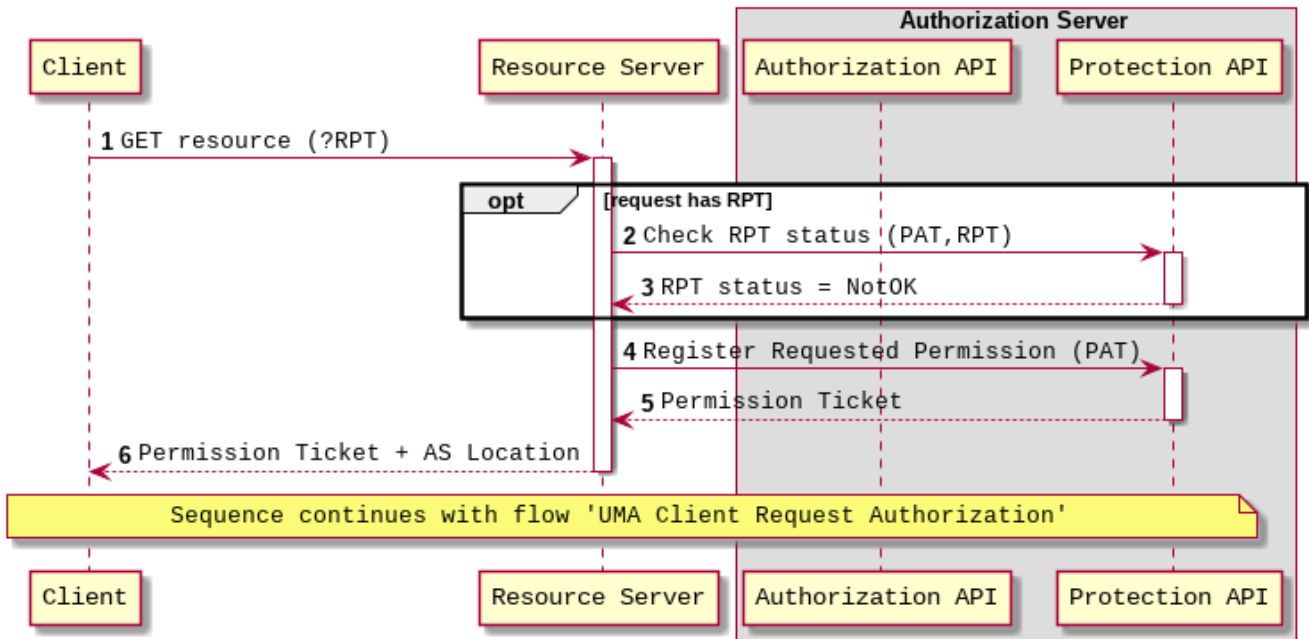 Authorization Server
Client
Resource Server
Authorization API
Protection API
1 GET resource (?RPT)
opt
[request has RPT]
2 Check RPT status (PAT,RPT)
3 RPT status = NotOK
4 Register Requested Permission (PAT)
5 Permission Ticket
6 Permission Ticket + AS Location
Sequence continues with flow 'UMA Client Request Authorization'
Client
Resource Server
Authorization API
Protection API